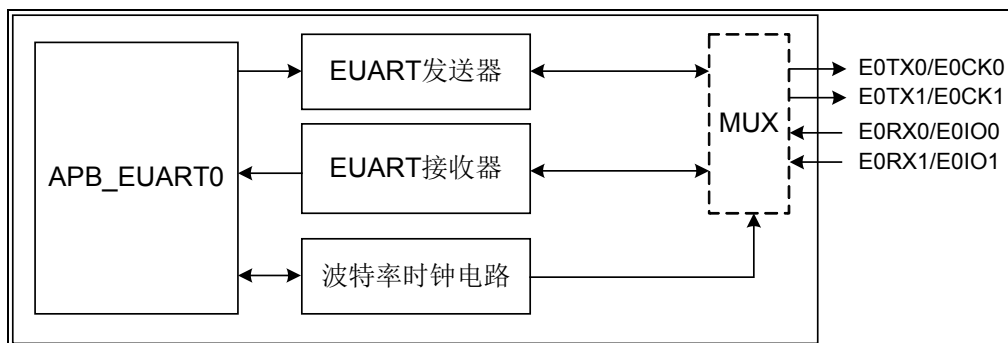 EUART发送器
E0TX0/E0CK0
E0TX1/E0CK1
MUX
E0RX0/E0IO0
APB_EUART0
EUART接收器
E0RX1/E0IO1
波特率时钟电路